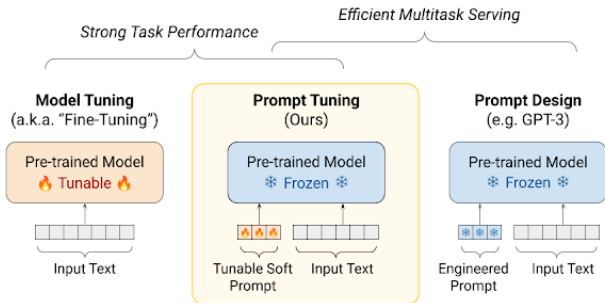 Efficient Multitask Serving
Strong Task Performance
Model Tuning
(a.k.a. “Fine-Tuning”)
Pre-trained Model
🔥 Tunable 🔥
Input Text
Prompt Tuning
(Ours)
Pre-trained Model
❄ Frozen ❄
Tunable Soft
Prompt
Input Text
Prompt Design
(e.g. GPT-3)
Pre-trained Model
❄ Frozen ❄
Engineered
Prompt
Input Text